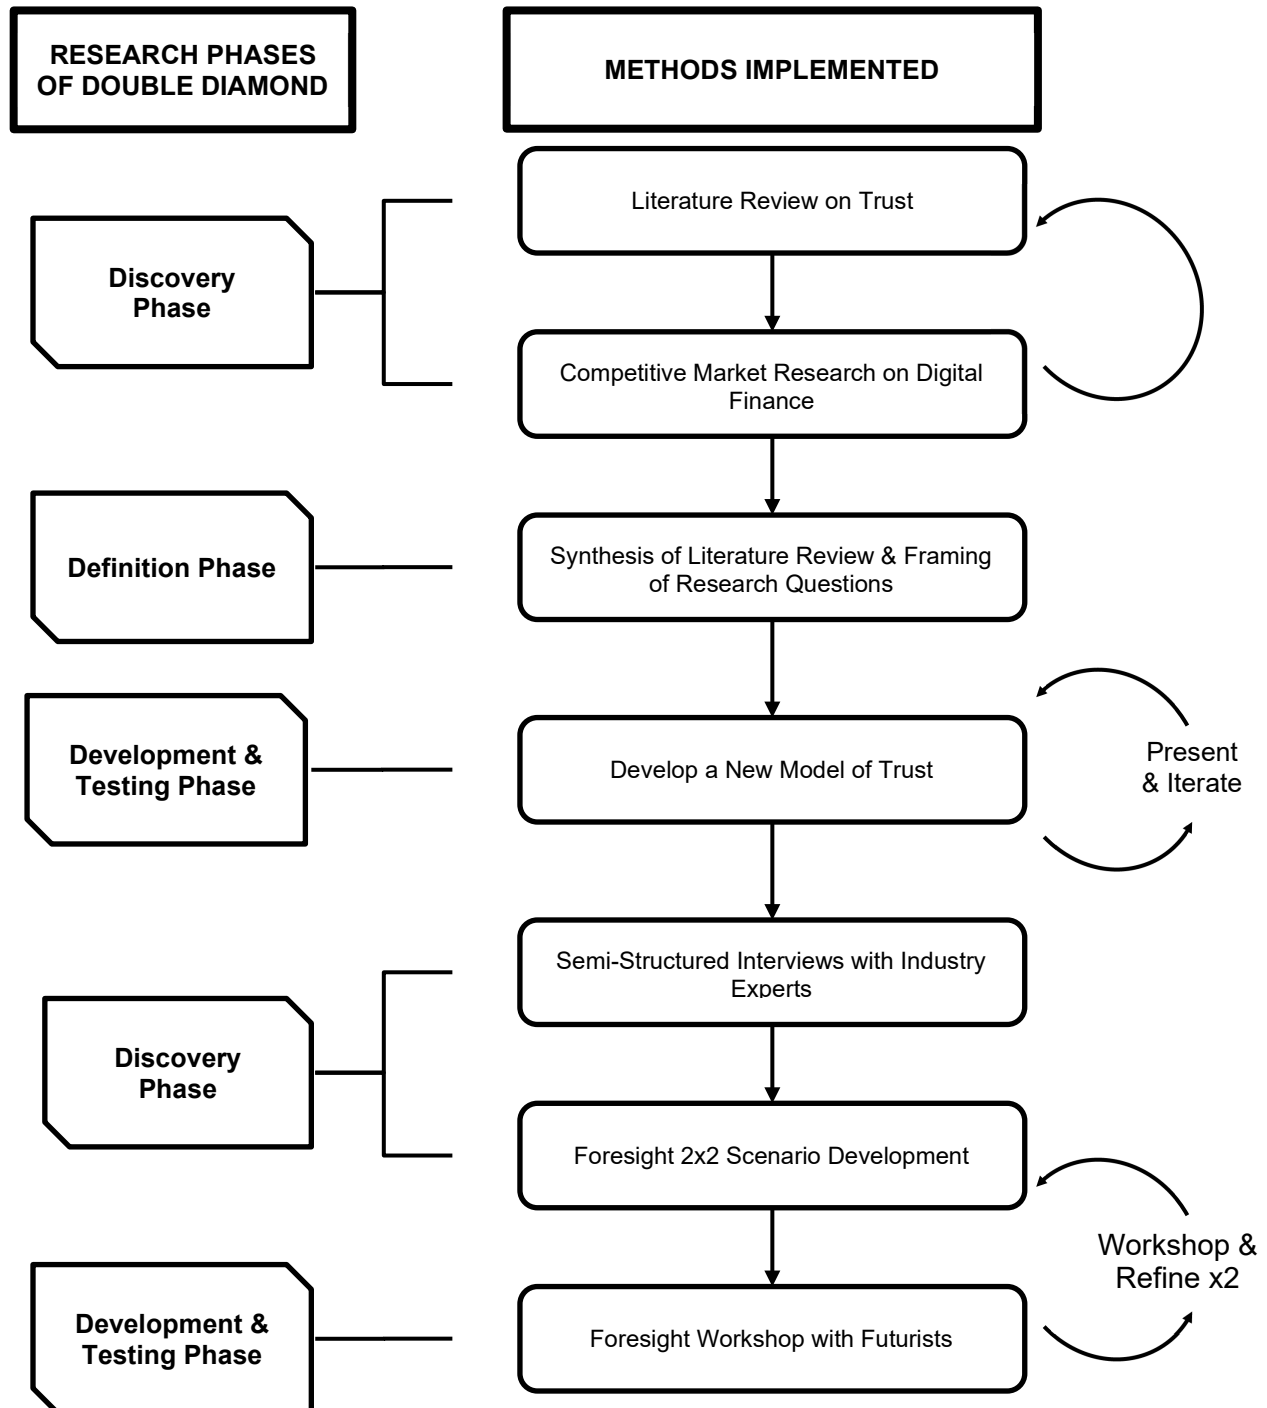 RESEARCH PHASES
OF DOUBLE DIAMOND
METHODS IMPLEMENTED
Literature Review on Trust
Discovery
Phase
Competitive Market Research on Digital
Finance
Definition Phase
Synthesis of Literature Review & Framing
of Research Questions
Development &
Testing Phase
Develop a New Model of Trust
Present
& Iterate
Semi-Structured Interviews with Industry
Experts
Discovery
Phase
Foresight 2x2 Scenario Development
Workshop &
Refine x2
Development &
Testing Phase
Foresight Workshop with Futurists